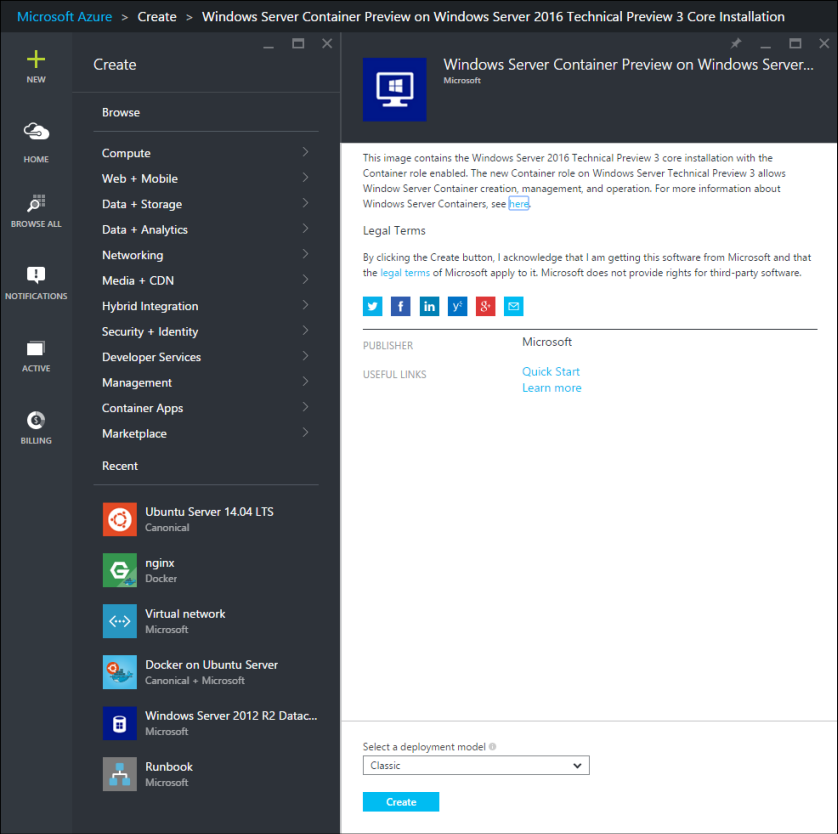 Microsoft Azure > Create > Windows Server Container Preview on Windows Server 2016 Technical Preview 3 Core Installation
NEW
HOME
BROWSE ALL
NOTIFICATIONS
ACTIVE
BILLING
Create
Browse
Compute
Web + Mobile
Data + Storage
Data + Analytics
Networking
Media + CDN
Hybrid Integration
Security + Identity
Developer Services
Management
Container Apps
Marketplace
Recent
Ubuntu Server 14.04 LTS
Canonical
nginx
Docker
Virtual network
Microsoft
Docker on Ubuntu Server
Canonical + Microsoft
Windows Server 2012 R2 Datac...
Microsoft
Runbook
Microsoft
Windows Server Container Preview on Windows Server...
Microsoft
This image contains the Windows Server 2016 Technical Preview 3 core installation with the
Container role enabled. The new Container role on Windows Server Technical Preview 3 allows
Window Server Container creation, management, and operation. For more information about
Windows Server Containers, see here.
Legal Terms
By clicking the Create button, I acknowledge that I am getting this software from Microsoft and that
the legal terms of Microsoft apply to it. Microsoft does not provide rights for third-party software.
PUBLISHER Microsoft
USEFUL LINKS Quick Start
Learn more
Select a deployment model
Classic
Create